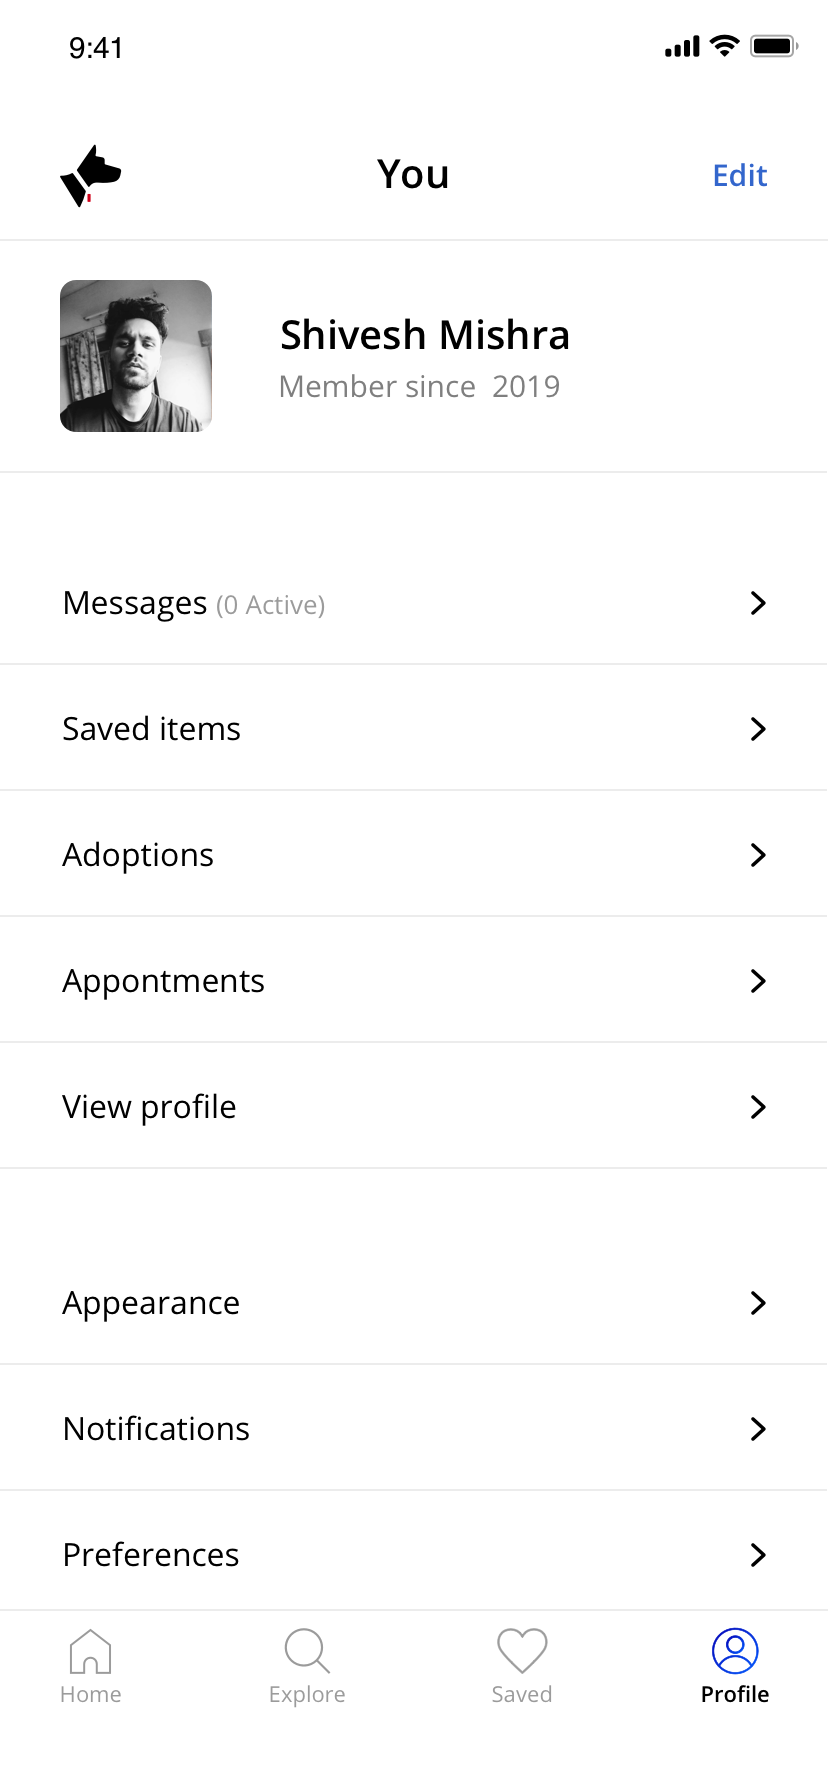 9:41
You
Edit
Shivesh Mishra
Member since  2019
Messages (0 Active)
Saved items
Adoptions
Appontments
View profile
Appearance
Notifications
Preferences
Home
Explore
Saved
Profile